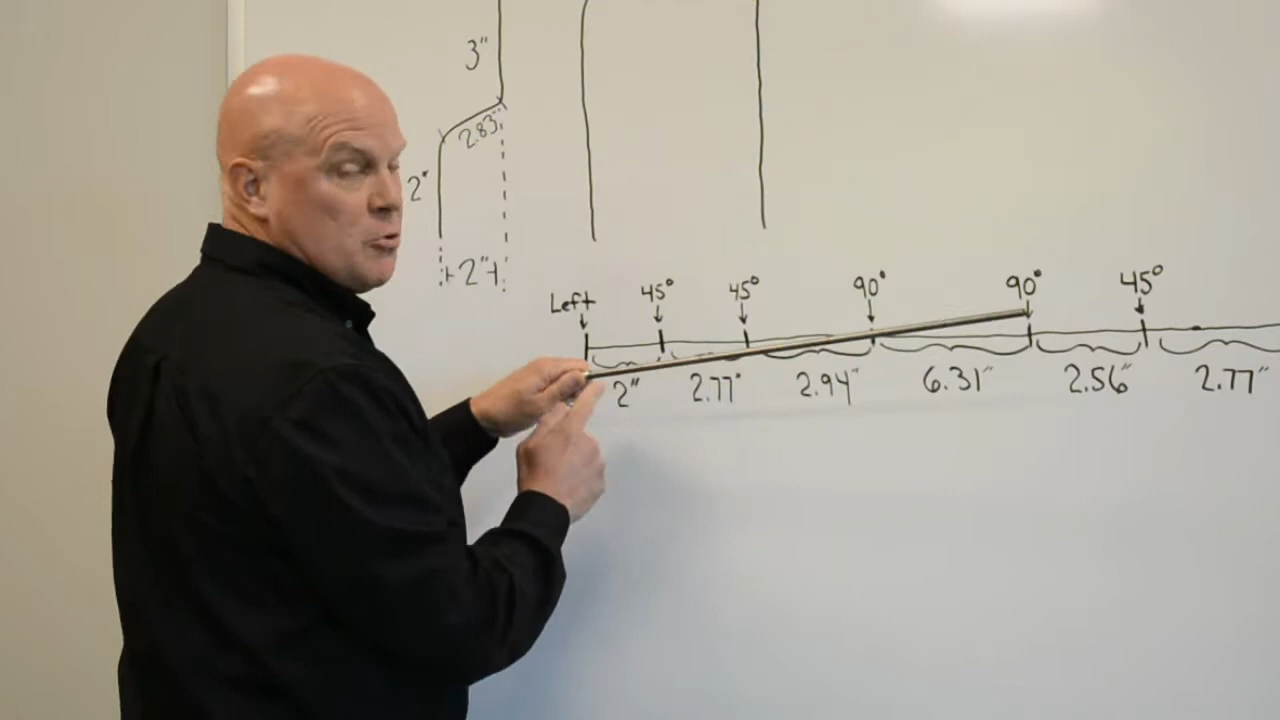 3"
2.83"
2"
2"
Left 45° 45° 90° 90° 45°
2" 2.77" 2.94" 6.31" 2.56" 2.77"